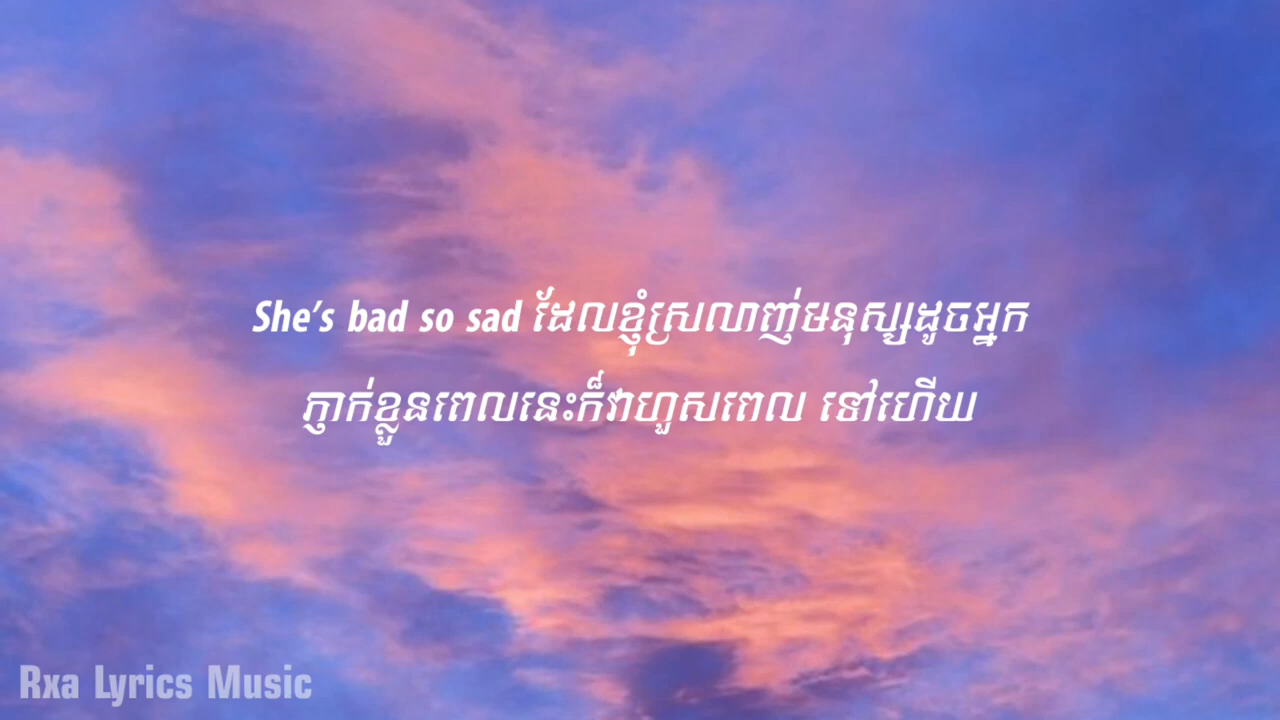 She's bad so sad ដែលខ្ញុំស្រេលាញ់មនុស្សដូចអ្នក
ភ្ញាក់ខ្លួនពេលនេះក៏វាហួសពេល ទៅហើយ
Rxa Lyrics Music